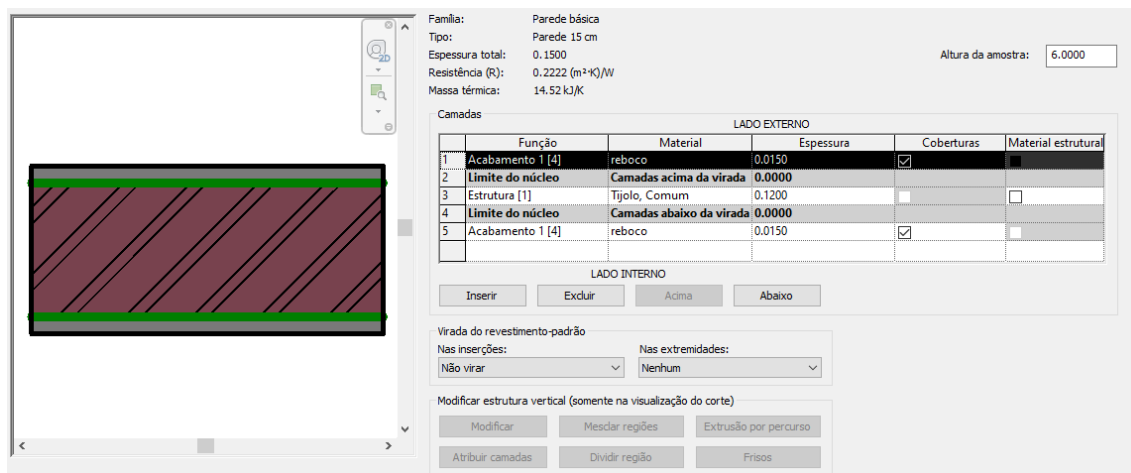 2D
Família: Parede básica
Tipo: Parede 15 cm
Espessura total: 0.1500 Altura da amostra: 6.0000
Resistência (R): 0.2222 (m²·K)/W
Massa térmica: 14.52 kJ/K
Camadas
LADO EXTERNO
Função Material Espessura Coberturas Material estrutural
1 Acabamento 1 [4] reboco 0.0150
2 Limite do núcleo Camadas acima da virada 0.0000
3 Estrutura [1] Tijolo, Comum 0.1200
4 Limite do núcleo Camadas abaixo da virada 0.0000
5 Acabamento 1 [4] reboco 0.0150
LADO INTERNO
Inserir Excluir Acima Abaixo
Virada do revestimento-padrão
Nas inserções: Nas extremidades:
Não virar Nenhum
Modificar estrutura vertical (somente na visualização do corte)
Modificar Mesclar regiões Extrusão por percurso
Atribuir camadas Dividir região Frisos